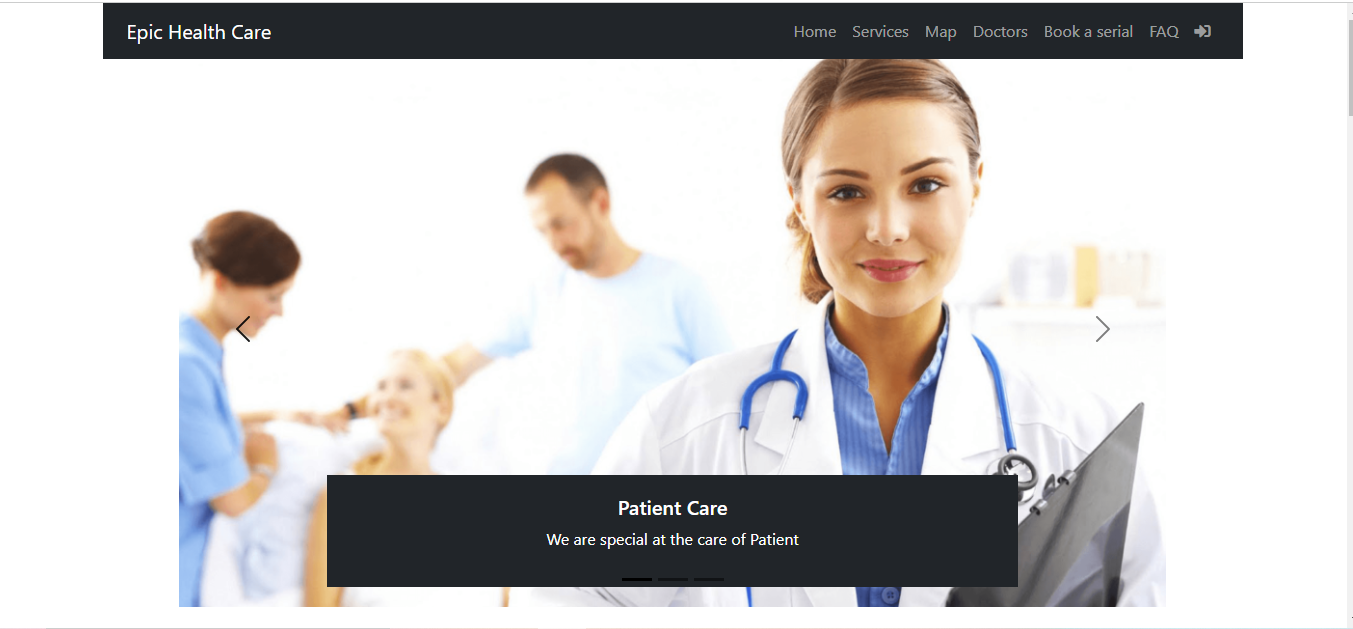 Epic Health Care
Home Services Map Doctors Book a serial FAQ
Patient Care
We are special at the care of Patient